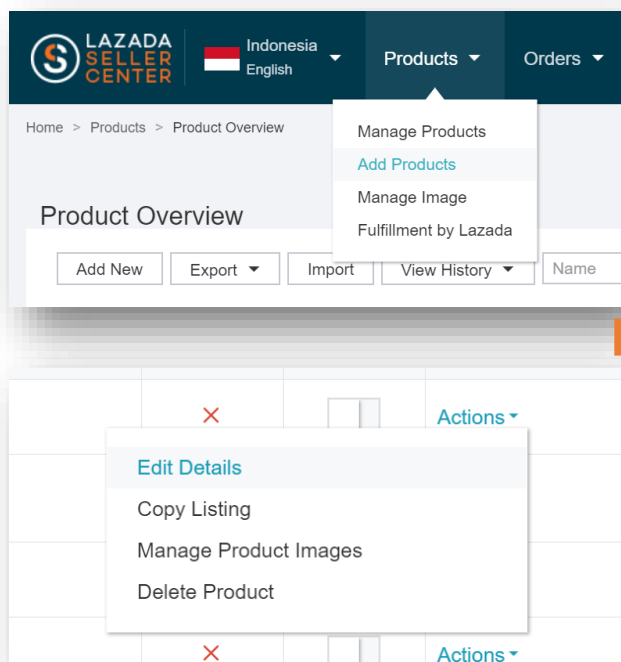 LAZADA
SELLER
CENTER
Indonesia
English
Products
Orders
Home > Products > Product Overview
Manage Products
Add Products
Manage Image
Fulfillment by Lazada
Product Overview
Add New
Export
Import
View History
Name
Actions
Edit Details
Copy Listing
Manage Product Images
Delete Product
Actions